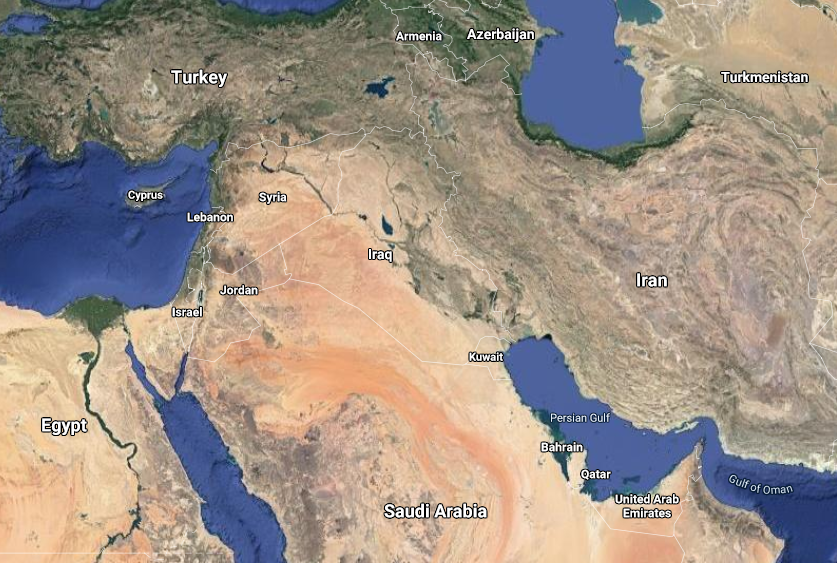 Armenia
Azerbaijan
Turkey
Turkmenistan
Cyprus
Syria
Lebanon
Iraq
Iran
Jordan
Israel
Kuwait
Persian Gulf
Egypt
Bahrain
Qatar
Gulf of Oman
United Arab
Emirates
Saudi Arabia